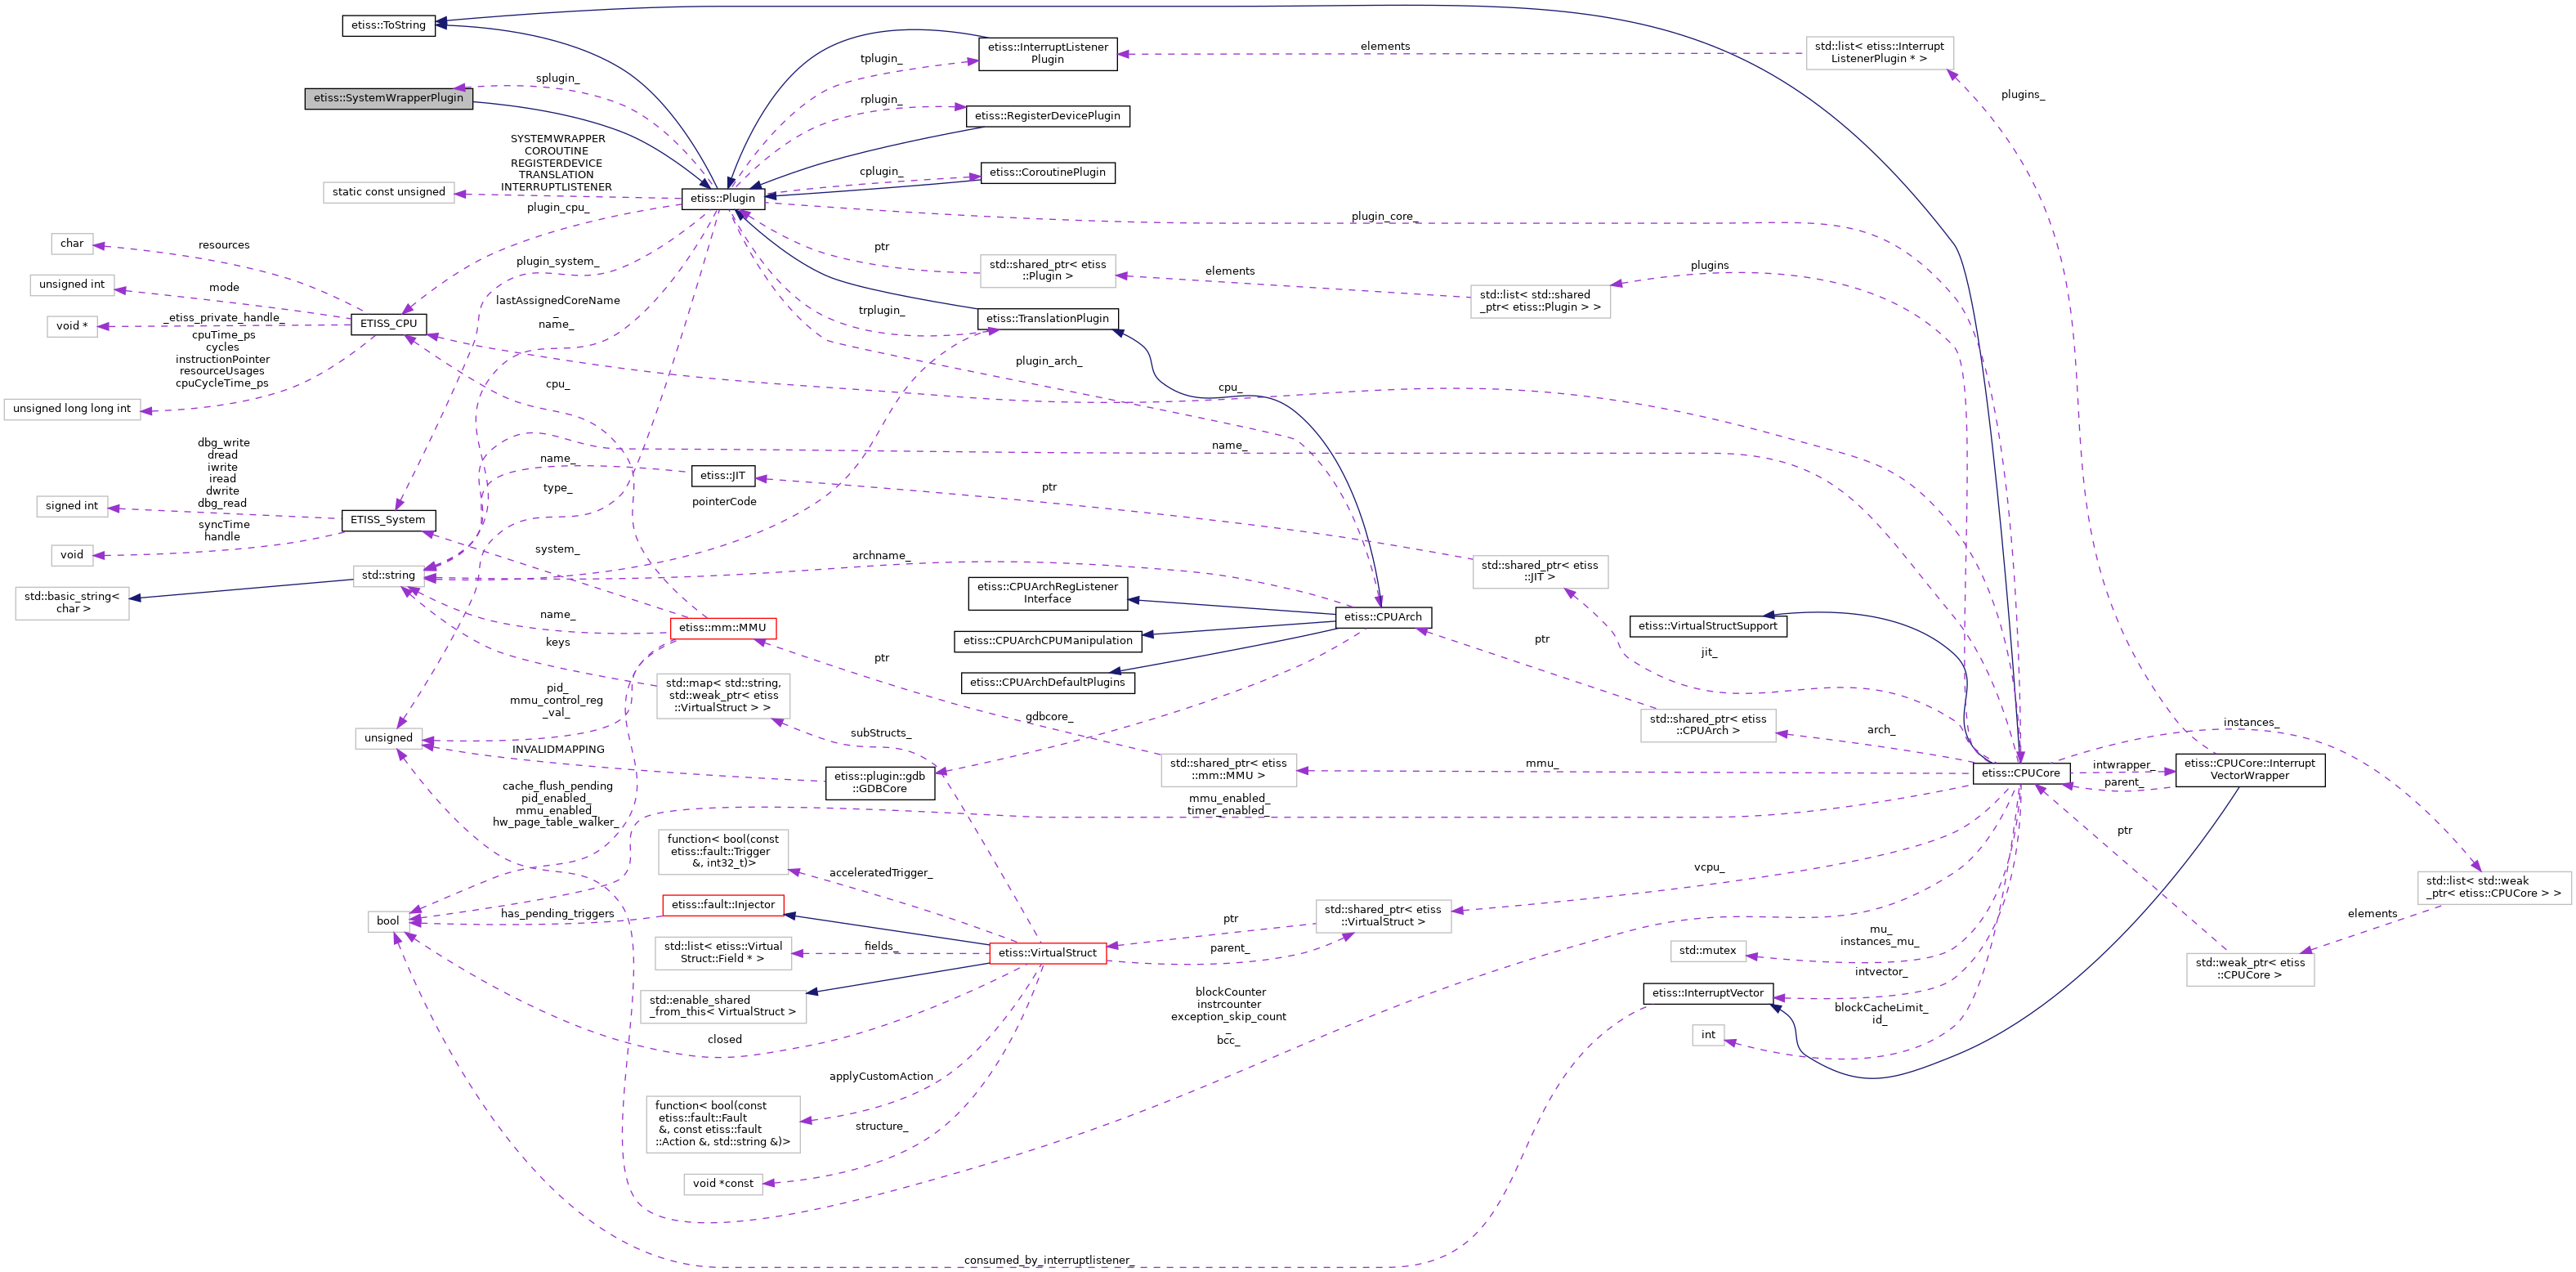 etiss::ToString
etiss::InterruptListener
Plugin
elements
std::list< etiss::Interrupt
ListenerPlugin * >
tplugin_
splugin_
etiss::SystemWrapperPlugin
rplugin_
plugins_
etiss::RegisterDevicePlugin
SYSTEMWRAPPER
COROUTINE
REGISTERDEVICE
TRANSLATION
INTERRUPTLISTENER
cplugin_
etiss::CoroutinePlugin
static const unsigned
etiss::Plugin
plugin_cpu_
plugin_core_
char
resources
ptr
plugin_system_
std::shared_ptr< etiss
::Plugin >
elements
plugins
unsigned int
mode
std::list< std::shared
_ptr< etiss::Plugin > >
lastAssignedCoreName
_
name_
trplugin_
etiss::TranslationPlugin
void *
_etiss_private_handle_
ETISS_CPU
cpuTime_ps
cycles
instructionPointer
resourceUsages
cpuCycleTime_ps
plugin_arch_
cpu_
cpu_
unsigned long long int
dbg_write
dread
iwrite
iread
dwrite
dbg_read
name_
name_
etiss::JIT
type_
ptr
pointerCode
signed int
ETISS_System
syncTime
handle
void
system_
archname_
std::shared_ptr< etiss
::JIT >
std::string
std::basic_string<
char >
etiss::CPUArchRegListener
Interface
name_
etiss::mm::MMU
etiss::CPUArch
etiss::VirtualStructSupport
keys
etiss::CPUArchCPUManipulation
ptr
ptr
jit_
etiss::CPUArchDefaultPlugins
std::map< std::string,
std::weak_ptr< etiss
::VirtualStruct > >
pid_
mmu_control_reg
_val_
gdbcore_
std::shared_ptr< etiss
::CPUArch >
arch_
instances_
unsigned
subStructs_
INVALIDMAPPING
etiss::plugin::gdb
::GDBCore
std::shared_ptr< etiss
::mm::MMU >
mmu_
etiss::CPUCore
intwrapper_
parent_
etiss::CPUCore::Interrupt
VectorWrapper
cache_flush_pending
pid_enabled_
mmu_enabled_
hw_page_table_walker_
mmu_enabled_
timer_enabled_
ptr
function< bool(const
etiss::fault::Trigger
&, int32_t)>
acceleratedTrigger_
vcpu_
std::list< std::weak
_ptr< etiss::CPUCore > >
etiss::fault::Injector
has_pending_triggers
bool
std::shared_ptr< etiss
::VirtualStruct >
ptr
elements
parent_
fields_
std::list< etiss::Virtual
Struct::Field * >
etiss::VirtualStruct
mu_
instances_mu_
std::mutex
std::weak_ptr< etiss
::CPUCore >
intvector_
std::enable_shared
_from_this< VirtualStruct >
etiss::InterruptVector
blockCounter
instrcounter
exception_skip_count
_
bcc_
blockCacheLimit_
id_
int
closed
applyCustomAction
function< bool(const
etiss::fault::Fault
&, const etiss::fault
::Action &, std::string &)>
structure_
void *const
consumed_by_interruptlistener_